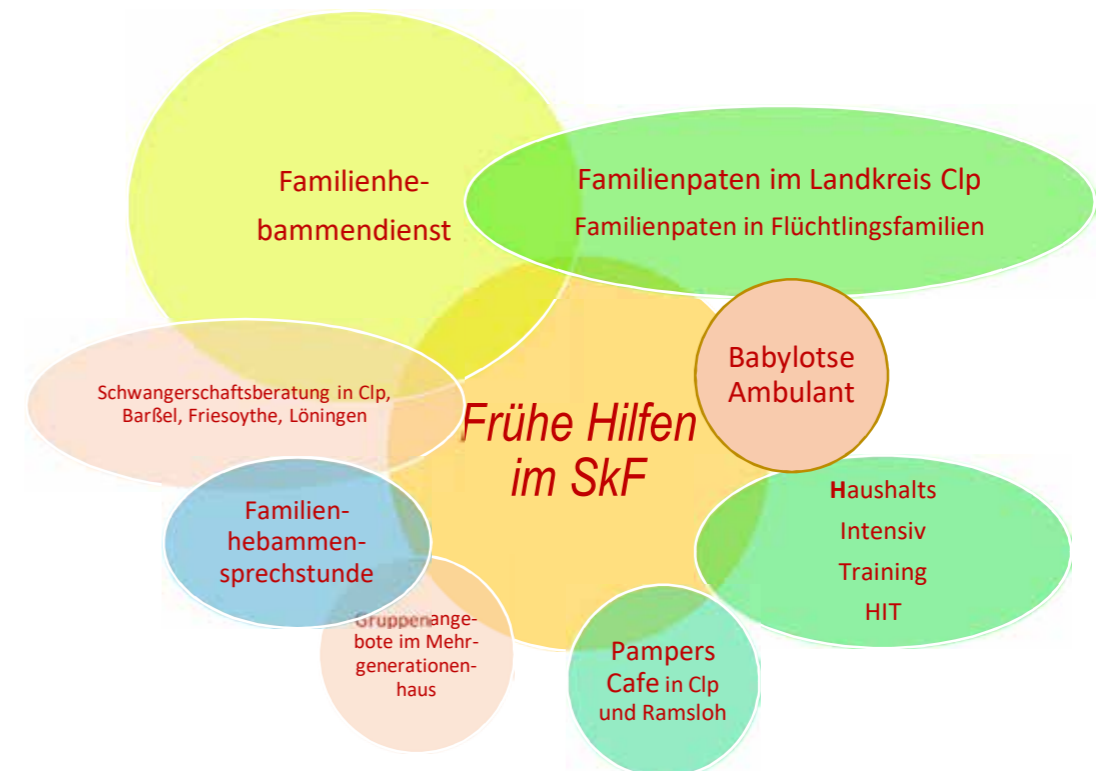 Familienhe-
bammendienst
Familienpaten im Landkreis Clp
Familienpaten in Flüchtlingsfamilien
Babylotse
Ambulant
Schwangerschaftsberatung in Clp,
Barßel, Friesoythe, Löningen
Frühe Hilfen
im SkF
Haushalts
Intensiv
Training
HIT
Familien-
hebammen-
sprechstunde
Gruppenange-
bote im Mehr-
generationen-
haus
Pampers
Cafe in Clp
und Ramsloh